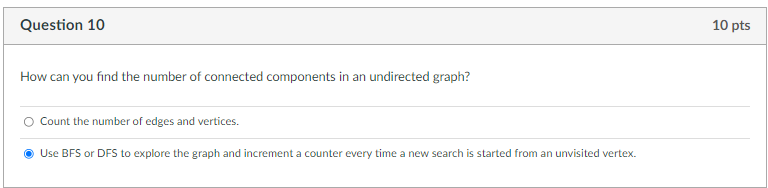 Question 10 10 pts
How can you find the number of connected components in an undirected graph?
Count the number of edges and vertices.
Use BFS or DFS to explore the graph and increment a counter every time a new search is started from an unvisited vertex.